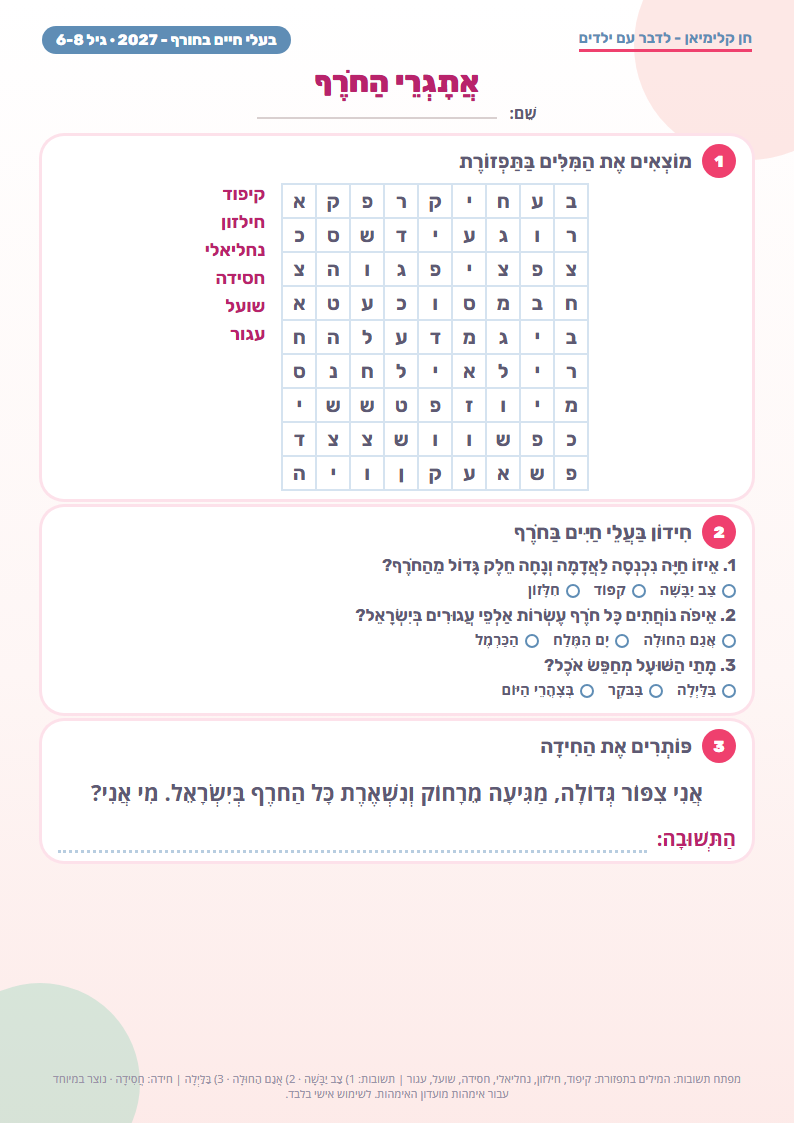 חן קלימיאן - לדבר עם ילדים
בעלי חיים בחורף - 2027 • גיל 6-8
אֶתְגְּרֵי הַחֹרֶף
שֵׁם:
1 מוֹצְאִים אֶת הַמִּלִּים בַּתַּפְזוֹרֶת
ב ע ח י ק ר פ ק א
ר ו ג ע י ד ש ס כ
צ פ צ י פ ג ו ה צ
ח ב מ ס ו כ ע ט א
ב י ג מ ד ע ל ה ח
ר י ל א י ל ח נ ס
מ י ו ז פ ט ש ש י
כ פ ש ו ו ש צ צ ד
פ ש א ע ק ן ו י ה
קיפוד
חילזון
נחליאלי
חסידה
שועל
עגור
2 חִידוֹן בַּעֲלֵי חַיִּים בַּחֹרֶף
1. אֵיזוֹ חַיָּה נִכְנְסָה לָאֲדָמָה וְנָחָה חֵלֶק גָּדוֹל מֵהַחֹרֶף?
צַב יַבָּשָׁה קִפּוֹד חִלָּזוֹן
2. אֵיפֹה נוֹחֲתִים כָּל חֹרֶף עֶשְׂרוֹת אַלְפֵי עֲגוּרִים בְּיִשְׂרָאֵל?
אֲגַם הַחוּלָה יַם הַמֶּלַח הַכַּרְמֶל
3. מָתַי הַשּׁוּעָל מְחַפֵּשׂ אֹכֶל?
בַּלַּיְלָה בַּבֹּקֶר בְּצָהֳרֵי הַיּוֹם
3 פּוֹתְרִים אֶת הַחִידָה
אֲנִי צִפּוֹר גְּדוֹלָה, מַגִּיעָה מֵרָחוֹק וְנִשְׁאֶרֶת כָּל הַחֹרֶף בְּיִשְׂרָאֵל. מִי אֲנִי?
הַתְּשׁוּבָה:
מפתח תשובות: המילים בתפזורת: קיפוד, חילזון, נחליאלי, חסידה, שועל, עגור | תשובות: 1) צַב יַבָּשָׁה · 2) אֲגַם הַחוּלָה · 3) בַּלַּיְלָה | חידה: חֲסִידָה · נוצר במיוחד
עבור אימהות מועדון האימהות. לשימוש אישי בלבד.